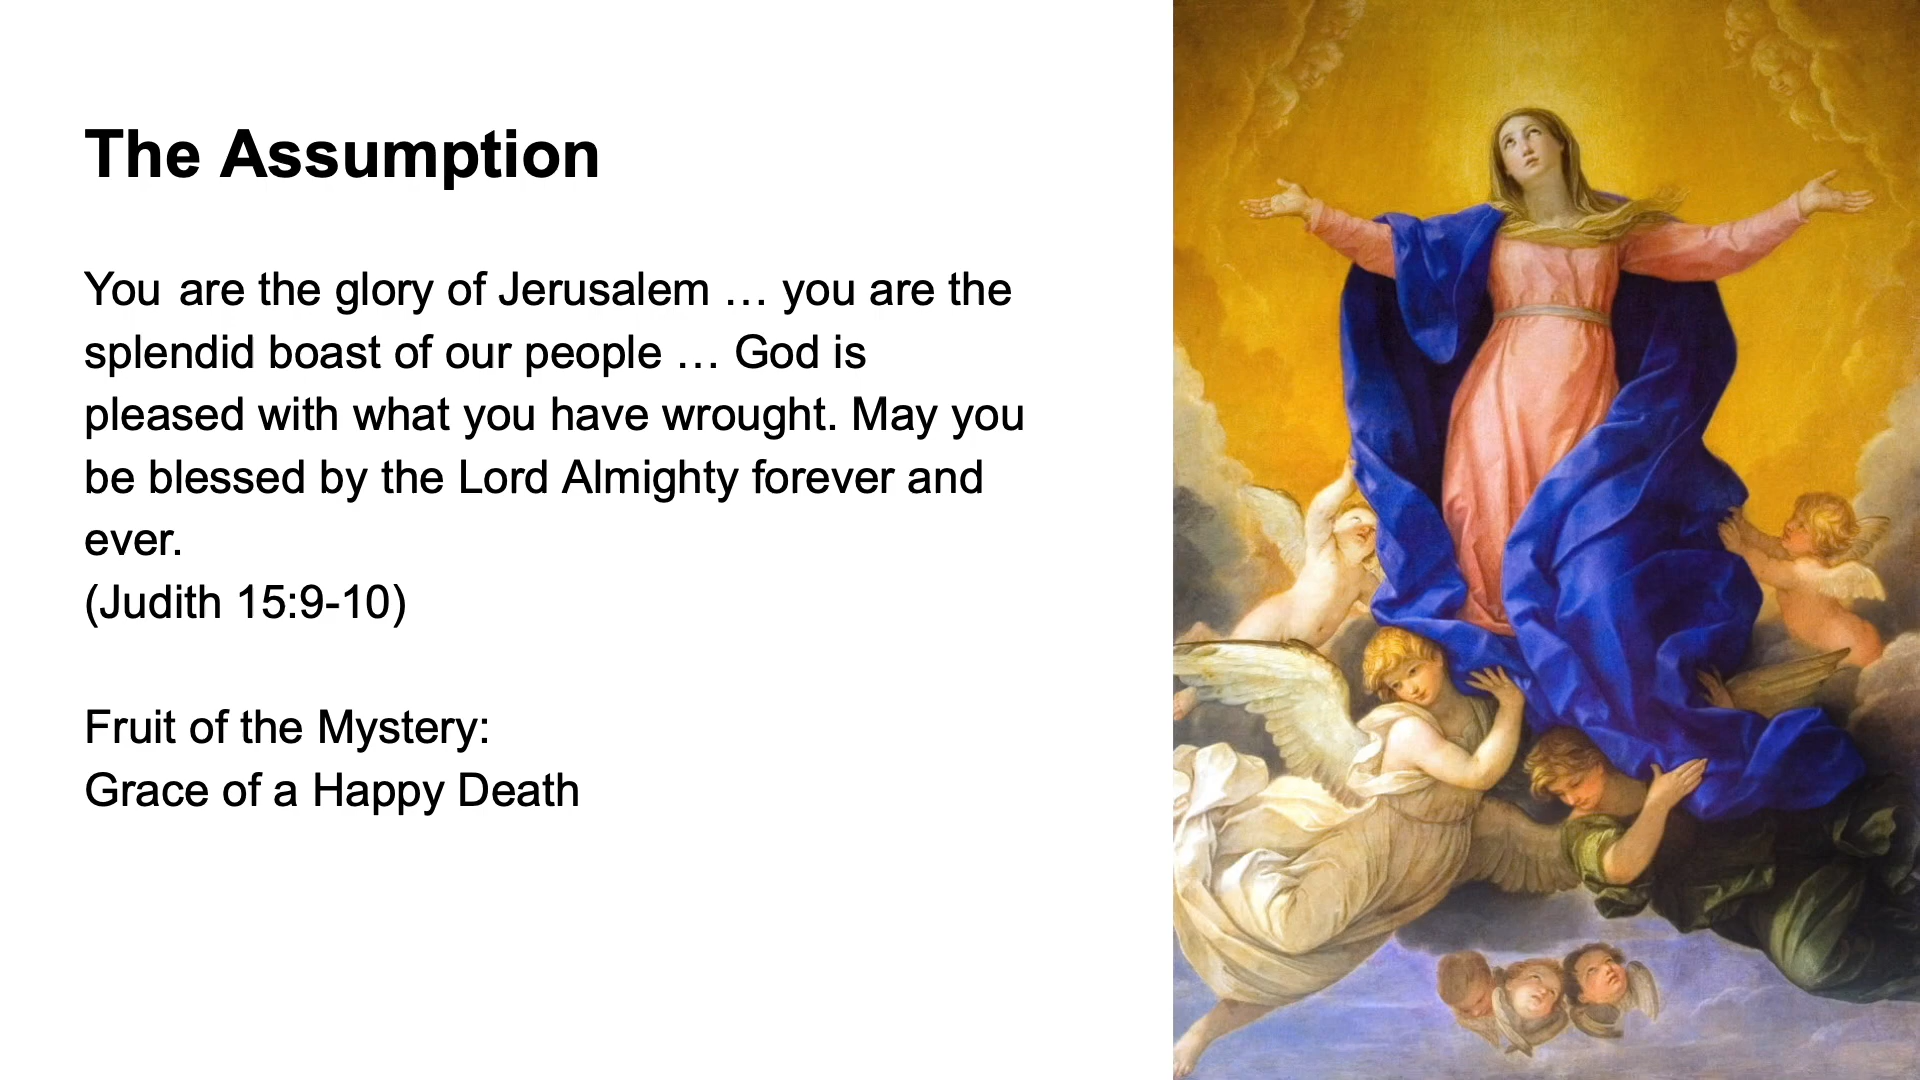 The Assumption
You are the glory of Jerusalem … you are the
splendid boast of our people … God is
pleased with what you have wrought. May you
be blessed by the Lord Almighty forever and
ever.
(Judith 15:9-10)
Fruit of the Mystery:
Grace of a Happy Death